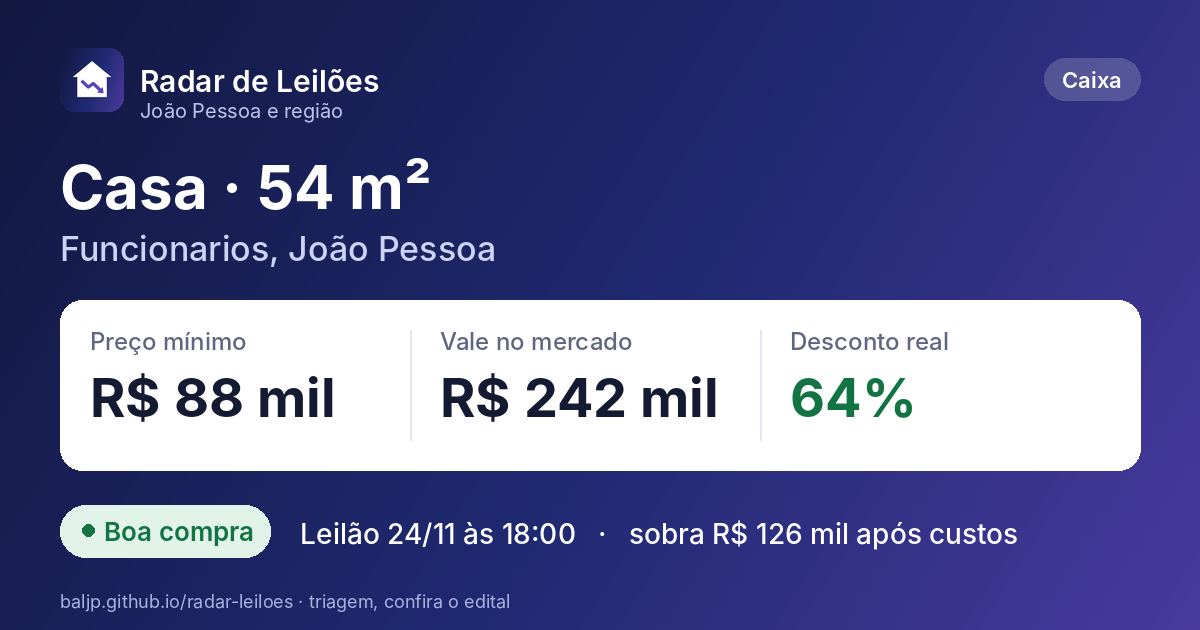 Radar de Leilões
João Pessoa e região
Caixa
Casa · 54 m²
Funcionarios, João Pessoa
Preço mínimo
Vale no mercado
Desconto real
R$ 88 mil
R$ 242 mil
64%
Boa compra
Leilão 24/11 às 18:00 · sobra R$ 126 mil após custos
baljp.github.io/radar-leiloes · triagem, confira o edital